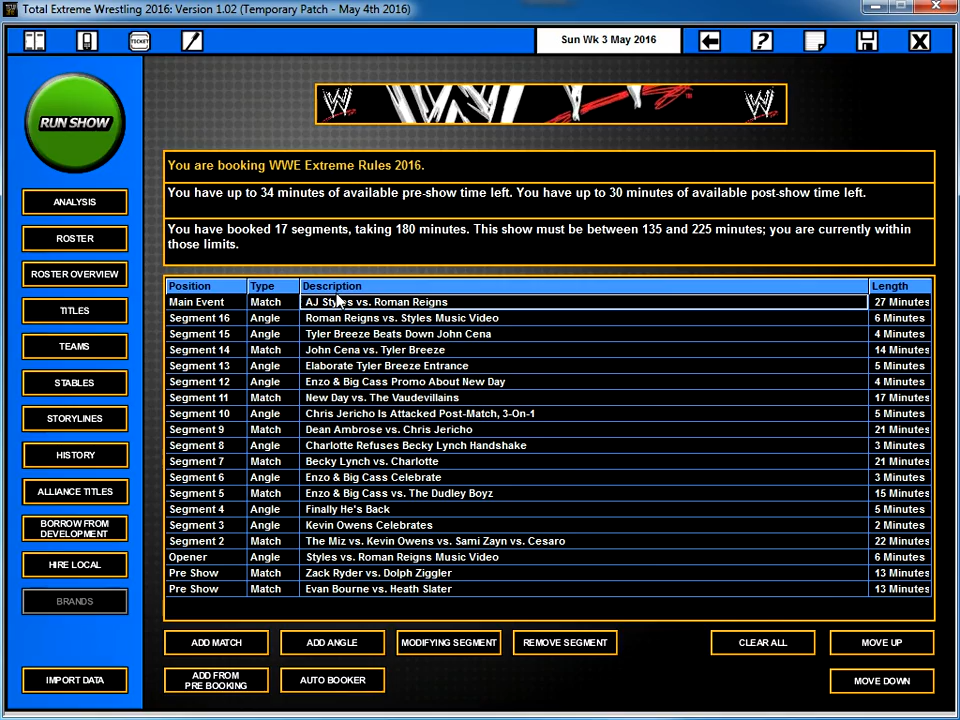 Total Extreme Wrestling 2016: Version 1.02 (Temporary Patch - May 4th 2016)
TICKET
Sun Wk 3 May 2016
?
X
RUN SHOW
W W
You are booking WWE Extreme Rules 2016.
You have up to 34 minutes of available pre-show time left. You have up to 30 minutes of available post-show time left.
You have booked 17 segments, taking 180 minutes. This show must be between 135 and 225 minutes; you are currently within
those limits.
ANALYSIS
ROSTER
ROSTER OVERVIEW
TITLES
TEAMS
STABLES
STORYLINES
HISTORY
ALLIANCE TITLES
BORROW FROM
DEVELOPMENT
HIRE LOCAL
BRANDS
IMPORT DATA
Position Type Description Length
Main Event Match AJ Styles vs. Roman Reigns 27 Minutes
Segment 16 Angle Roman Reigns vs. Styles Music Video 6 Minutes
Segment 15 Angle Tyler Breeze Beats Down John Cena 4 Minutes
Segment 14 Match John Cena vs. Tyler Breeze 14 Minutes
Segment 13 Angle Elaborate Tyler Breeze Entrance 5 Minutes
Segment 12 Angle Enzo & Big Cass Promo About New Day 4 Minutes
Segment 11 Match New Day vs. The Vaudevillains 17 Minutes
Segment 10 Angle Chris Jericho Is Attacked Post-Match, 3-On-1 5 Minutes
Segment 9 Match Dean Ambrose vs. Chris Jericho 21 Minutes
Segment 8 Angle Charlotte Refuses Becky Lynch Handshake 3 Minutes
Segment 7 Match Becky Lynch vs. Charlotte 21 Minutes
Segment 6 Angle Enzo & Big Cass Celebrate 3 Minutes
Segment 5 Match Enzo & Big Cass vs. The Dudley Boyz 15 Minutes
Segment 4 Angle Finally He's Back 5 Minutes
Segment 3 Angle Kevin Owens Celebrates 2 Minutes
Segment 2 Match The Miz vs. Kevin Owens vs. Sami Zayn vs. Cesaro 22 Minutes
Opener Angle Styles vs. Roman Reigns Music Video 6 Minutes
Pre Show Match Zack Ryder vs. Dolph Ziggler 13 Minutes
Pre Show Match Evan Bourne vs. Heath Slater 13 Minutes
ADD MATCH ADD ANGLE MODIFYING SEGMENT REMOVE SEGMENT CLEAR ALL MOVE UP
ADD FROM
PRE BOOKING
AUTO BOOKER MOVE DOWN